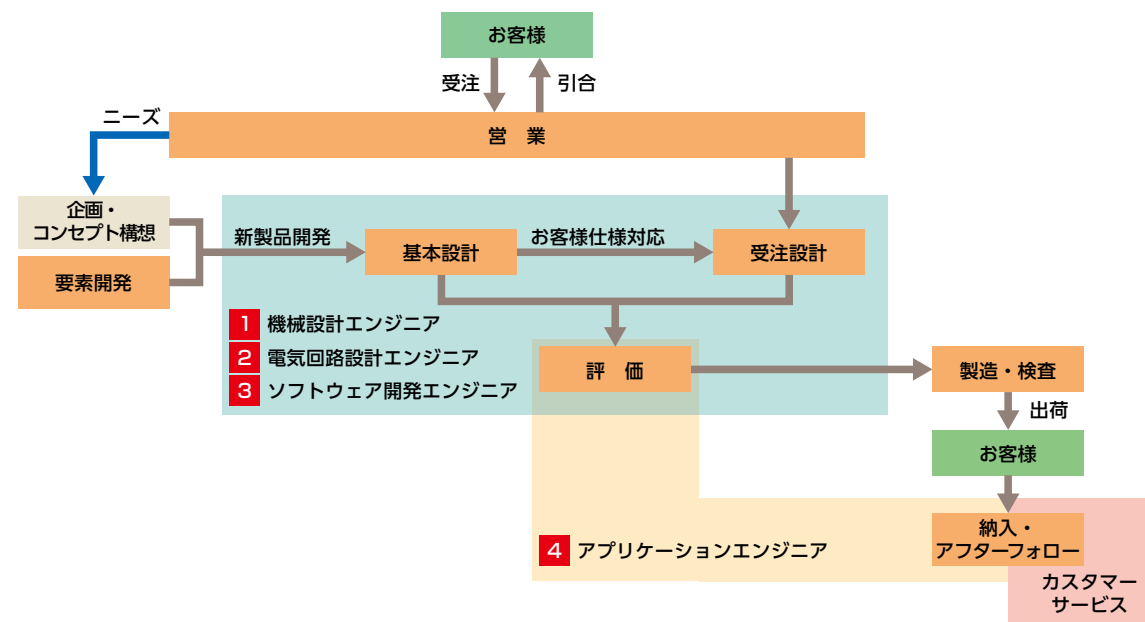 お客様
受注
引合
ニーズ
営　業
企画・
コンセプト構想
要素開発
新製品開発
基本設計
お客様仕様対応
受注設計
1 機械設計エンジニア
2 電気回路設計エンジニア
3 ソフトウェア開発エンジニア
評　価
製造・検査
出荷
お客様
納入・
アフターフォロー
4 アプリケーションエンジニア
カスタマー
サービス